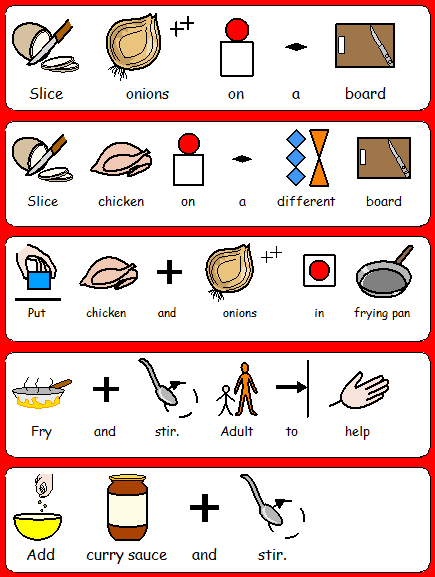 Slice onions on a board
Slice chicken on a different board
Put chicken and onions in frying pan
Fry and stir. Adult to help
Add curry sauce and stir.